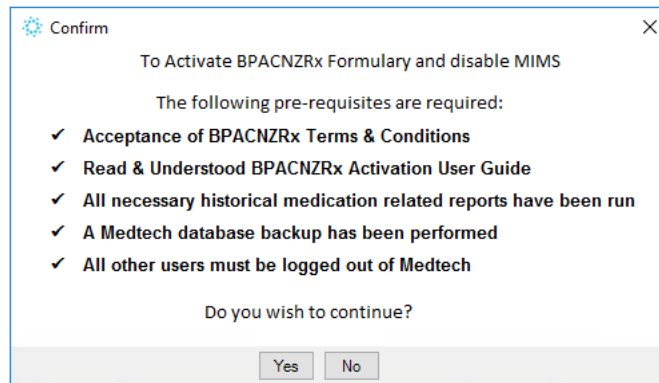 Confirm
To Activate BPACNZRx Formulary and disable MIMS
The following pre-requisites are required:
✓ Acceptance of BPACNZRx Terms & Conditions
✓ Read & Understood BPACNZRx Activation User Guide
✓ All necessary historical medication related reports have been run
✓ A Medtech database backup has been performed
✓ All other users must be logged out of Medtech
Do you wish to continue?
Yes No